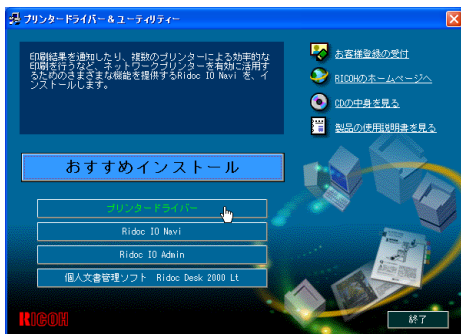 プリンタードライバー&ユーティリティー
印刷結果を通知したり、複数のプリンターによる効率的な
印刷を行うなど、ネットワークプリンターを有効に活用す
るためのさまざまな機能を提供するRidoc IO Navi を、イ
ンストールします。
お客様登録の受付
RICOHのホームページへ
CDの中身を見る
製品の使用説明書を見る
おすすめインストール
プリンタードライバー
Ridoc IO Navi
Ridoc IO Admin
個人文書管理ソフト Ridoc Desk 2000 Lt
RICOH
終了